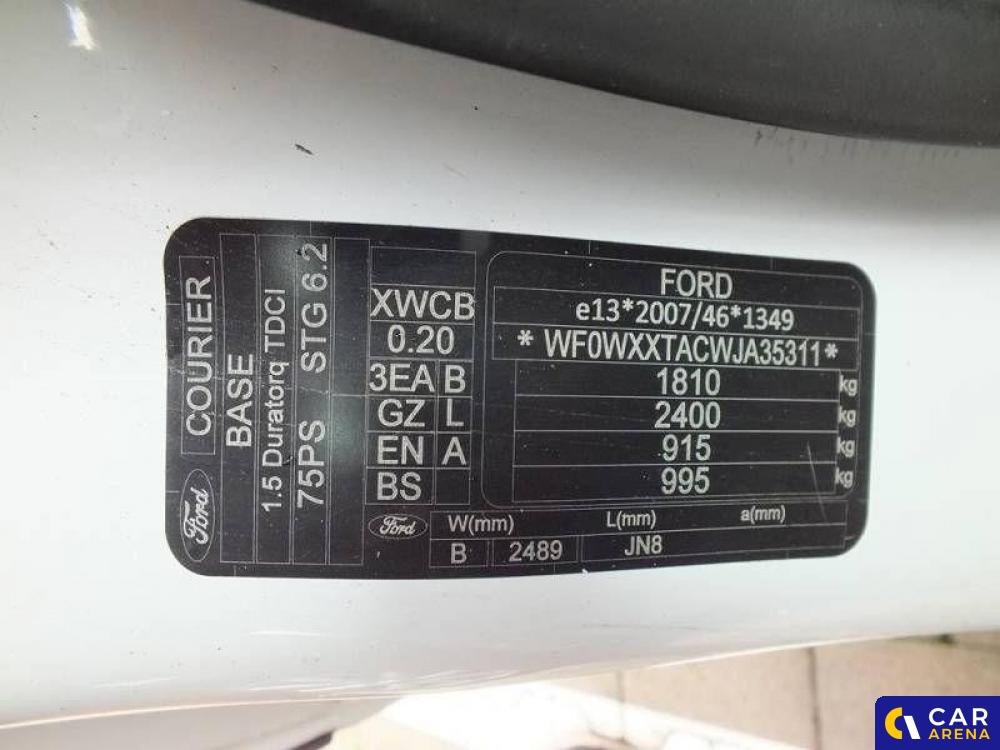 Ford COURIER
BASE
1.5 Duratorq TDCI
75PS STG 6.2
XWCB
0.20
3EA B
GZ L
EN A
BS
FORD
e13*2007/46*1349
* WF0WXXTACWJA35311 *
1810 kg
2400 kg
915 kg
995 kg
Ford W(mm) L(mm) a(mm)
B 2489 JN8
CAR
ARENA